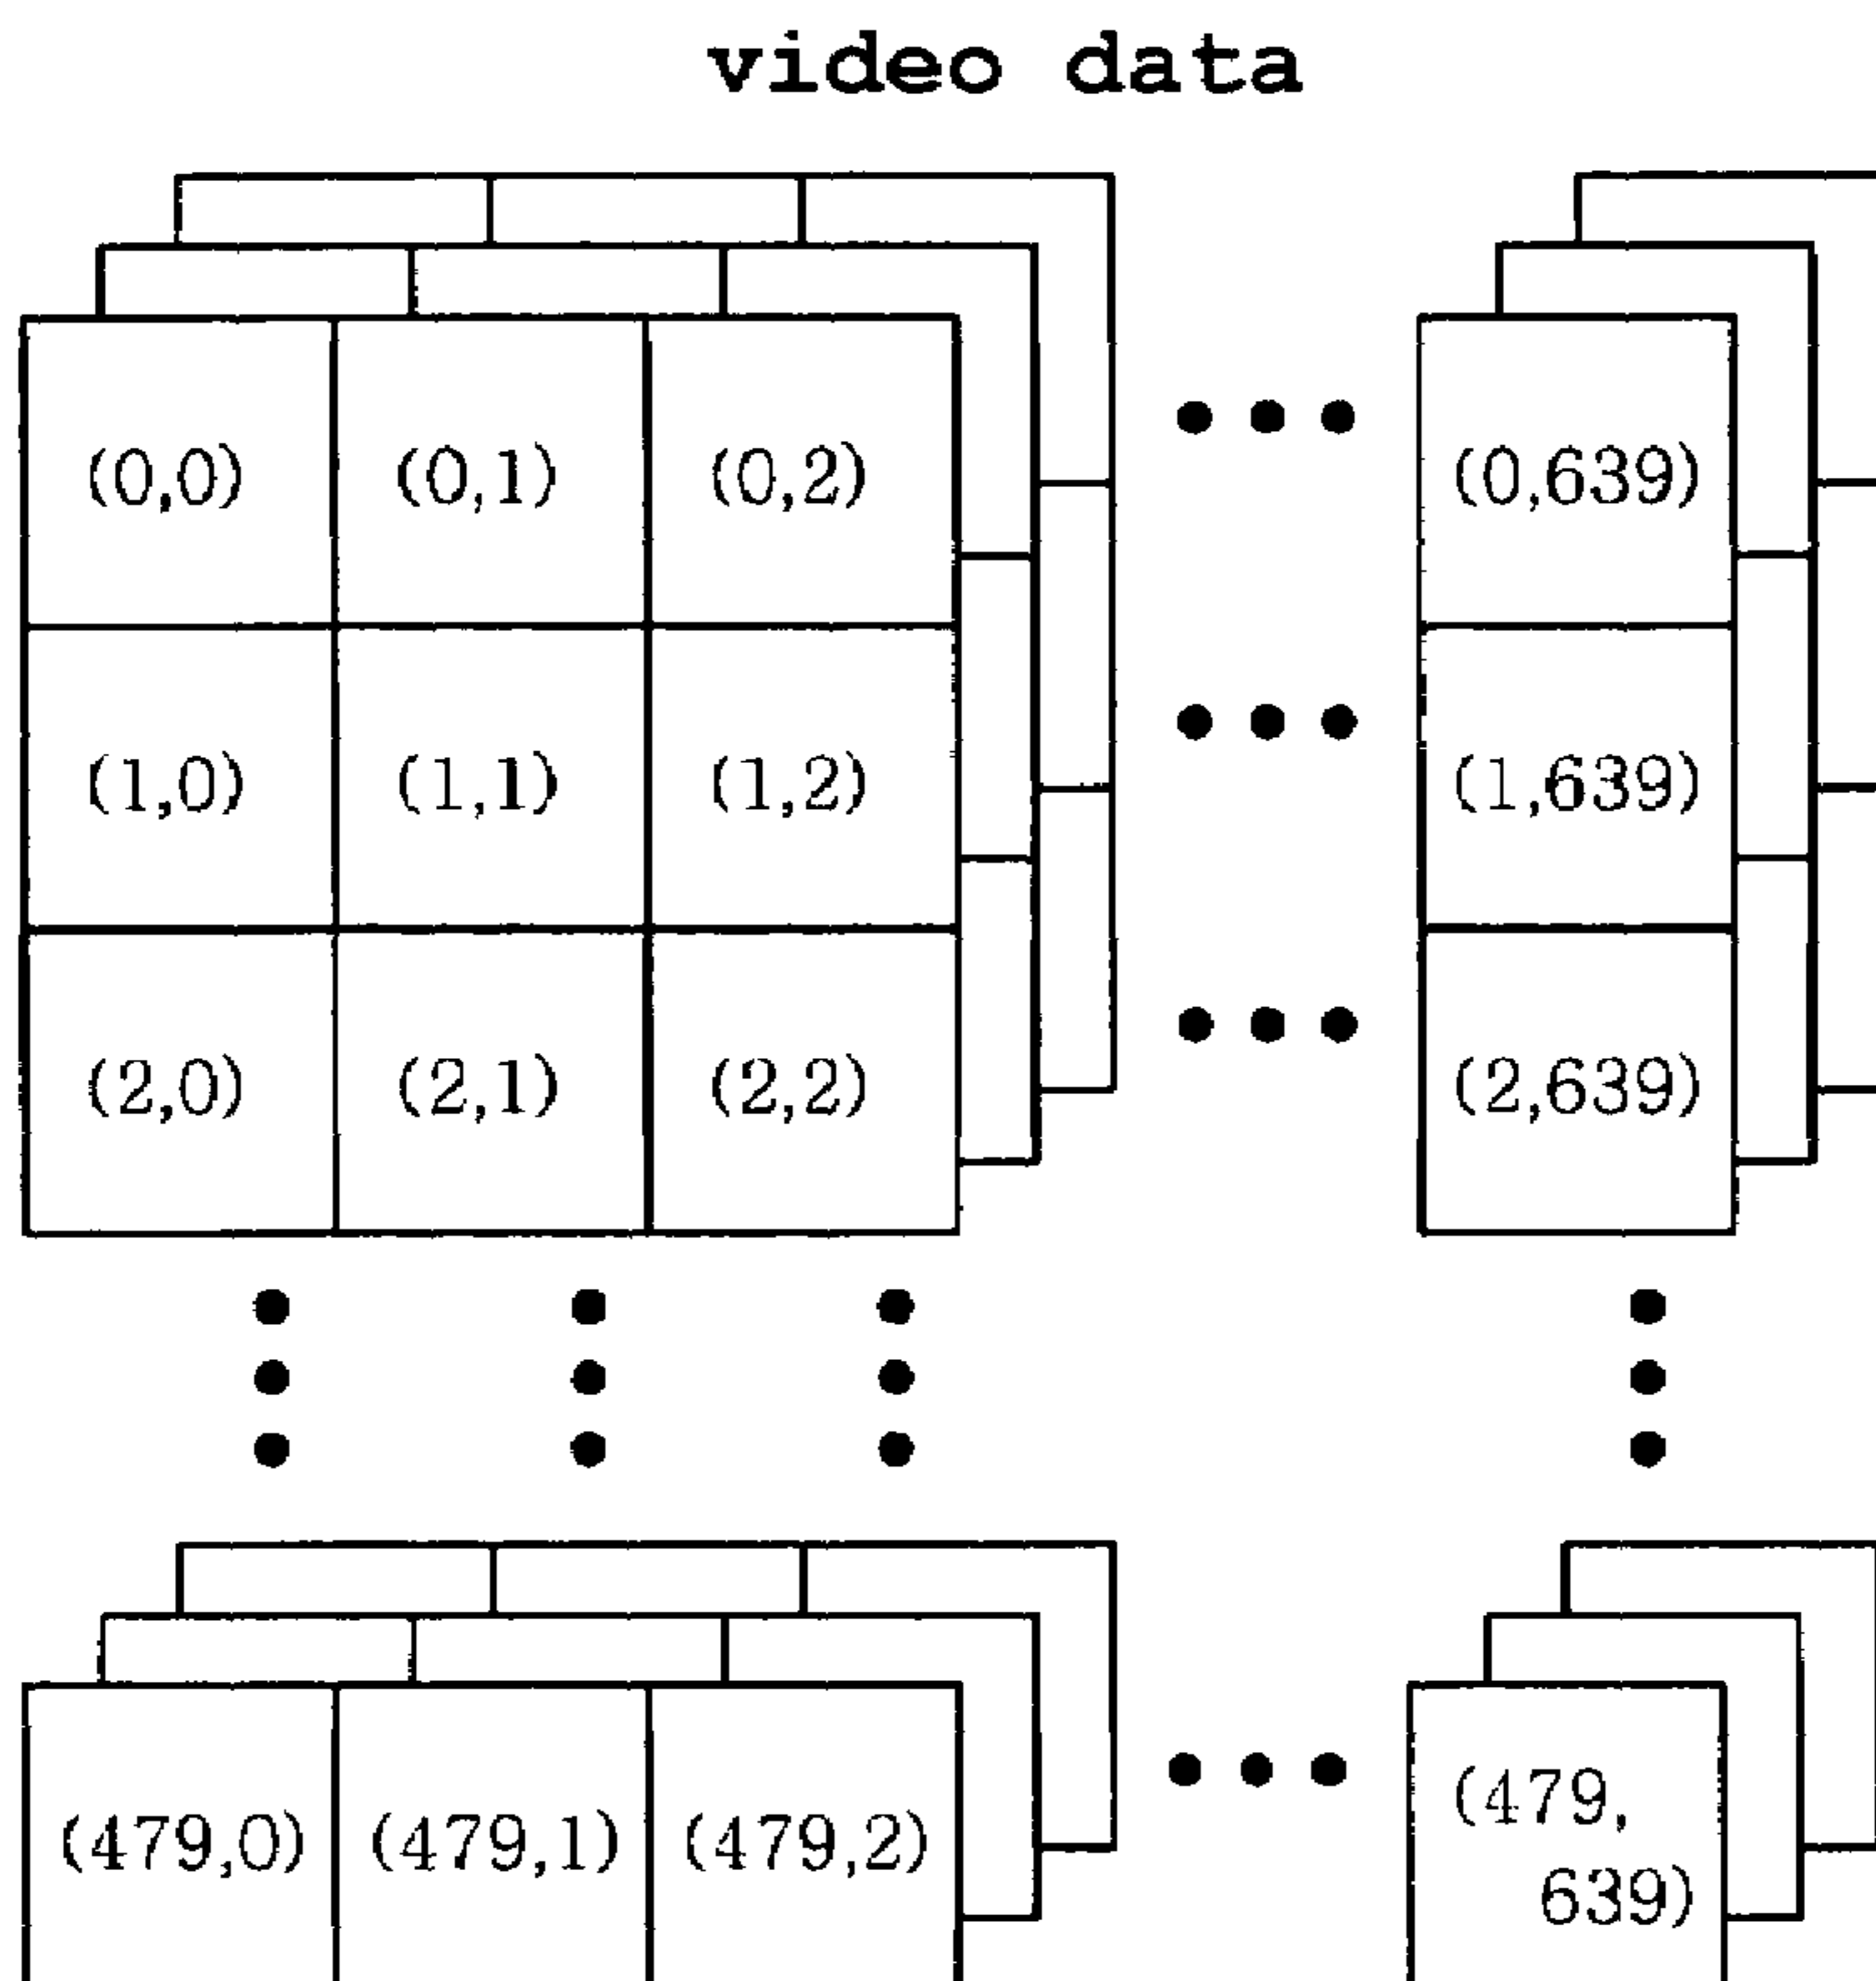 video data
(0,0) (0,1) (0,2) (0,639)
(1,0) (1,1) (1,2) (1,639)
(2,0) (2,1) (2,2) (2,639)
(479,0) (479,1) (479,2) (479,
639)